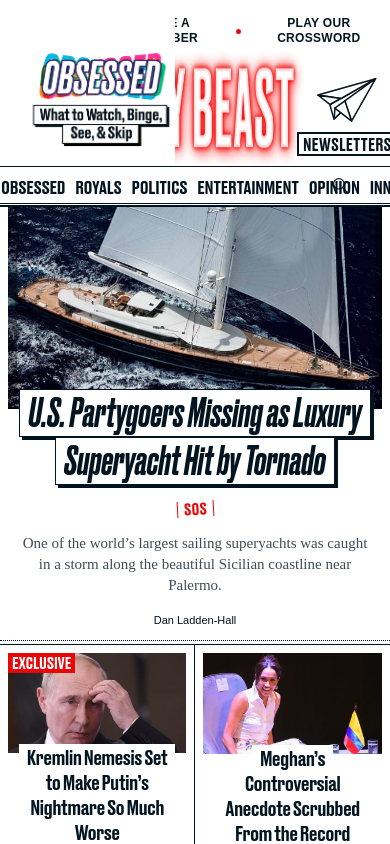 E A
BER
PLAY OUR
CROSSWORD
OBSESSED
What to Watch, Binge,
See, & Skip
Y BEAST
NEWSLETTERS
OBSESSED ROYALS POLITICS ENTERTAINMENT OPINION INN
U.S. Partygoers Missing as Luxury
Superyacht Hit by Tornado
SOS
One of the world’s largest sailing superyachts was caught
in a storm along the beautiful Sicilian coastline near
Palermo.
Dan Ladden-Hall
EXCLUSIVE
Kremlin Nemesis Set
to Make Putin’s
Nightmare So Much
Worse
Meghan’s
Controversial
Anecdote Scrubbed
From the Record